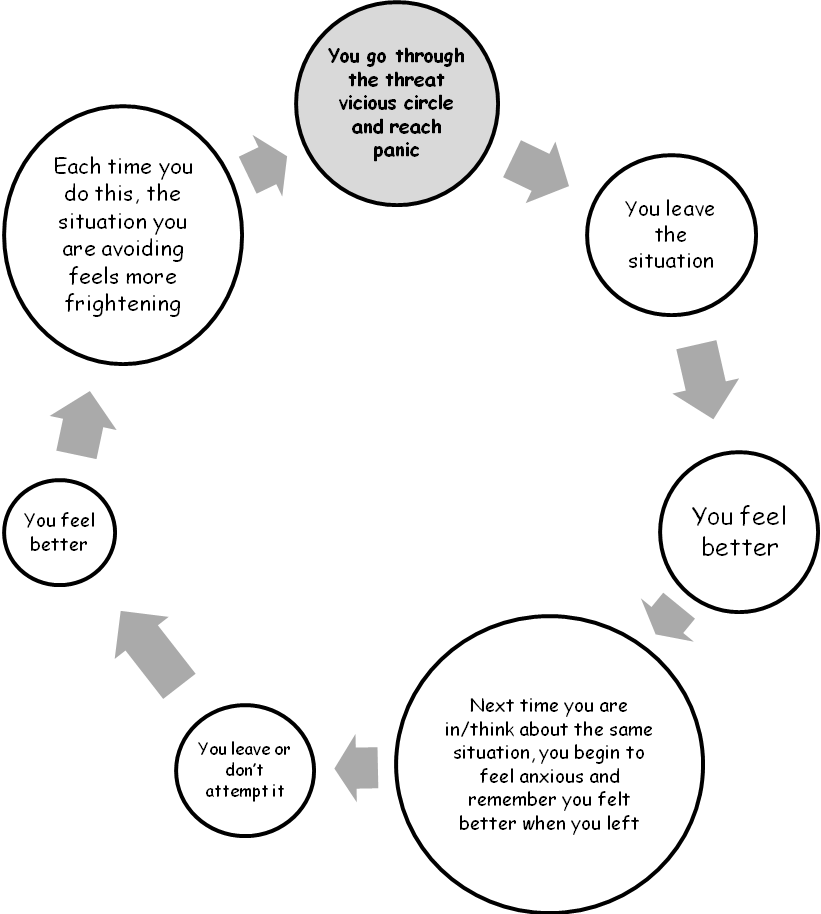 You go through
the threat
vicious circle
and reach
panic
You leave
the
situation
You feel
better
Next time you are
in/think about the same
situation, you begin to
feel anxious and
remember you felt
better when you left
You leave or
don't
attempt it
You feel
better
Each time you
do this, the
situation you
are avoiding
feels more
frightening